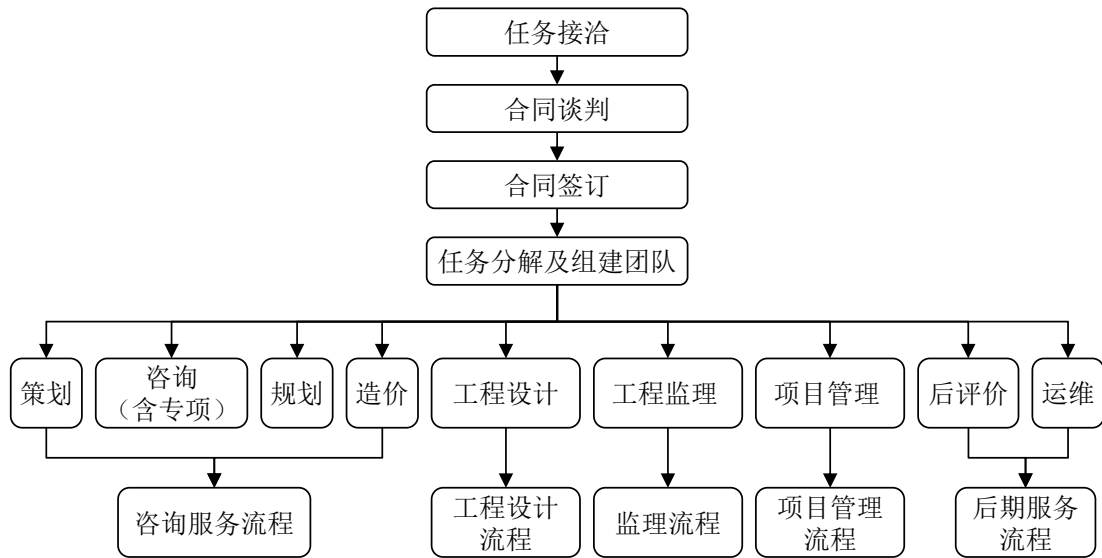 任务接洽
合同谈判
合同签订
任务分解及组建团队
策划
咨询
（含专项）
规划
造价
工程设计
工程监理
项目管理
后评价
运维
咨询服务流程
工程设计
流程
监理流程
项目管理
流程
后期服务
流程